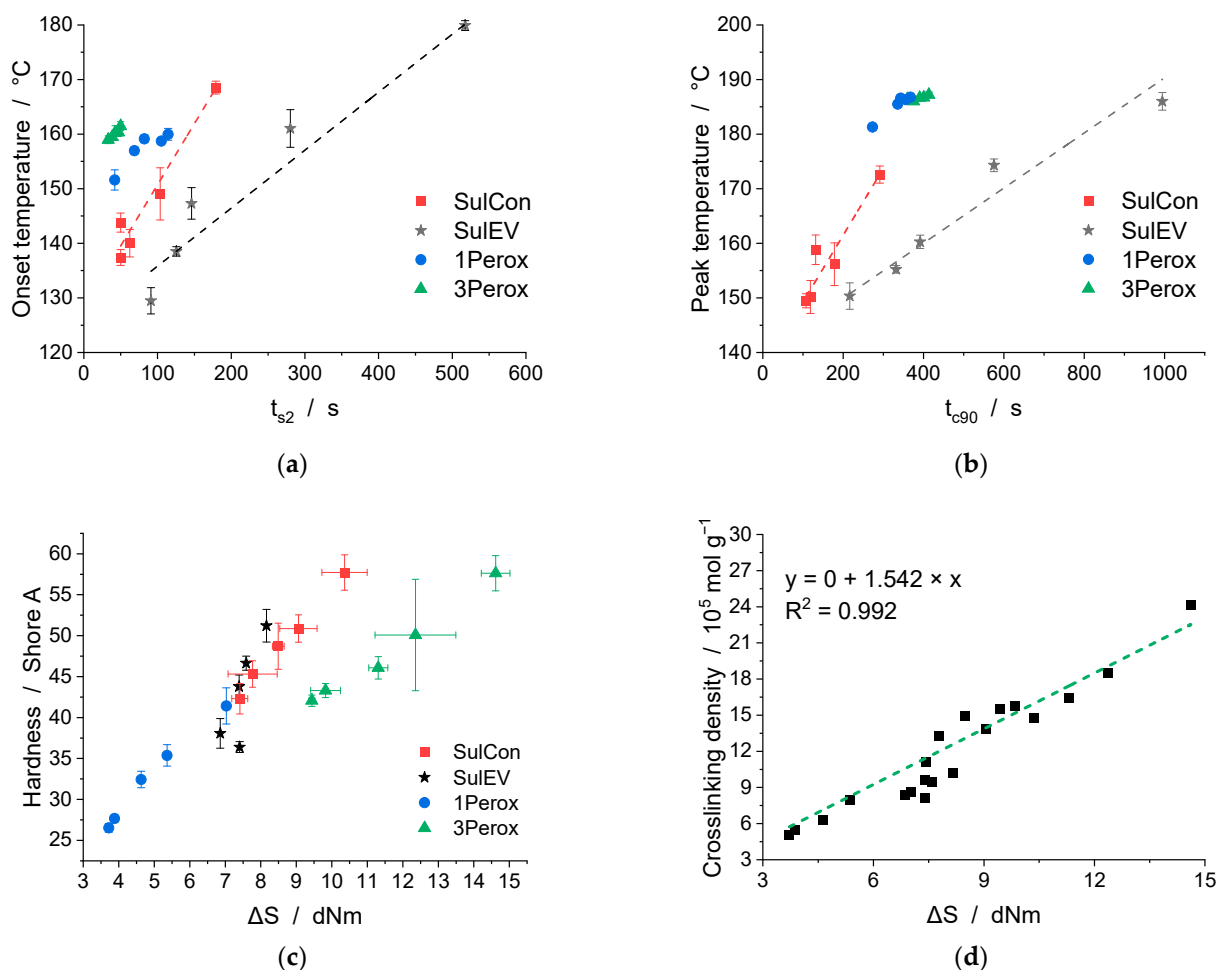 180
170
160
150
140
130
120
Onset temperature / °C
0 100 200 300 400 500 600
t_s2 / s
SulCon
SulEV
1Perox
3Perox
(a)
200
190
180
170
160
150
140
Peak temperature / °C
0 200 400 600 800 1000
t_c90 / s
SulCon
SulEV
1Perox
3Perox
(b)
60
55
50
45
40
35
30
25
Hardness / Shore A
3 4 5 6 7 8 9 10 11 12 13 14 15
ΔS / dNm
SulCon
SulEV
1Perox
3Perox
(c)
30
27
24
21
18
15
12
9
6
3
Crosslinking density / 10⁵ mol g⁻¹
y = 0 + 1.542 × x
R² = 0.992
3 6 9 12 15
ΔS / dNm
(d)